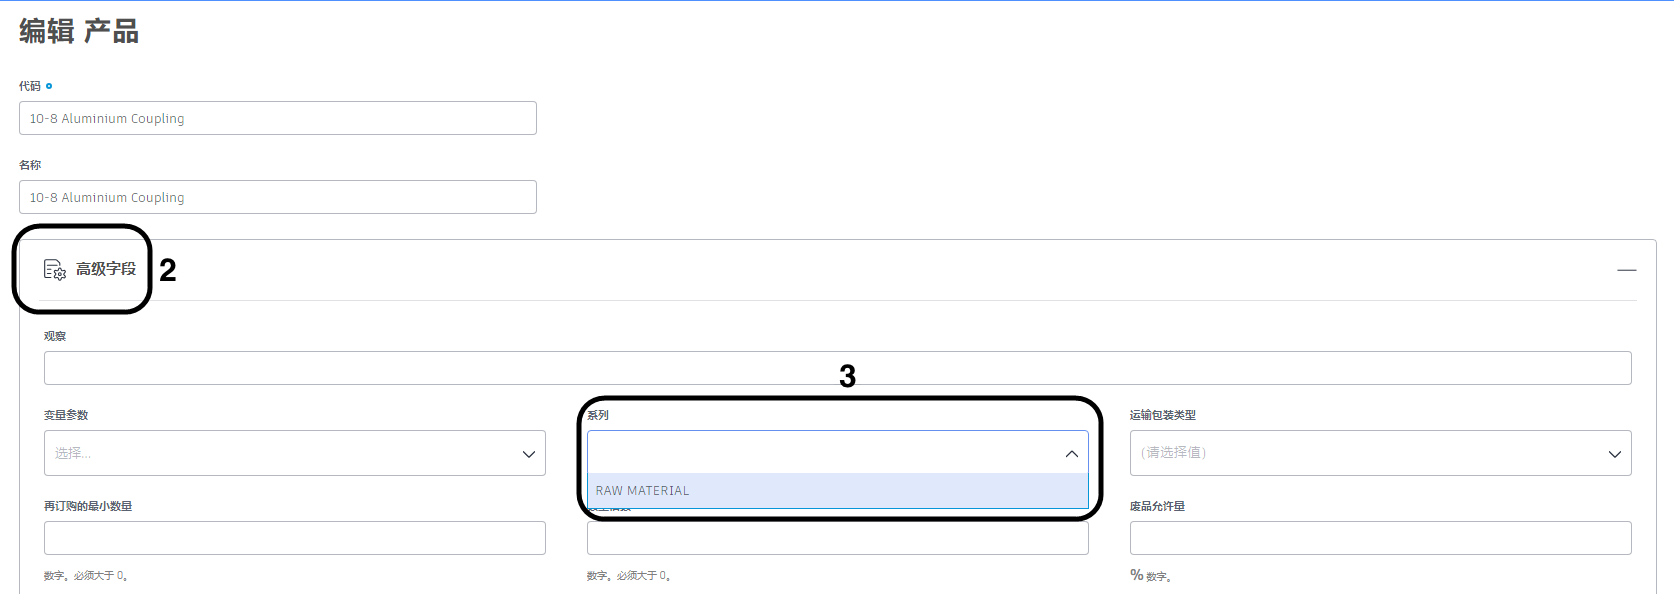 编辑 产品
代码
10-8 Aluminium Coupling
名称
10-8 Aluminium Coupling
高级字段
2
观察
3
变量参数
系列
运输包装类型
选择...
(请选择值)
RAW MATERIAL
再订购的最小数量
废品允许量
数字。必须大于 0。
数字。必须大于 0。
% 数字。